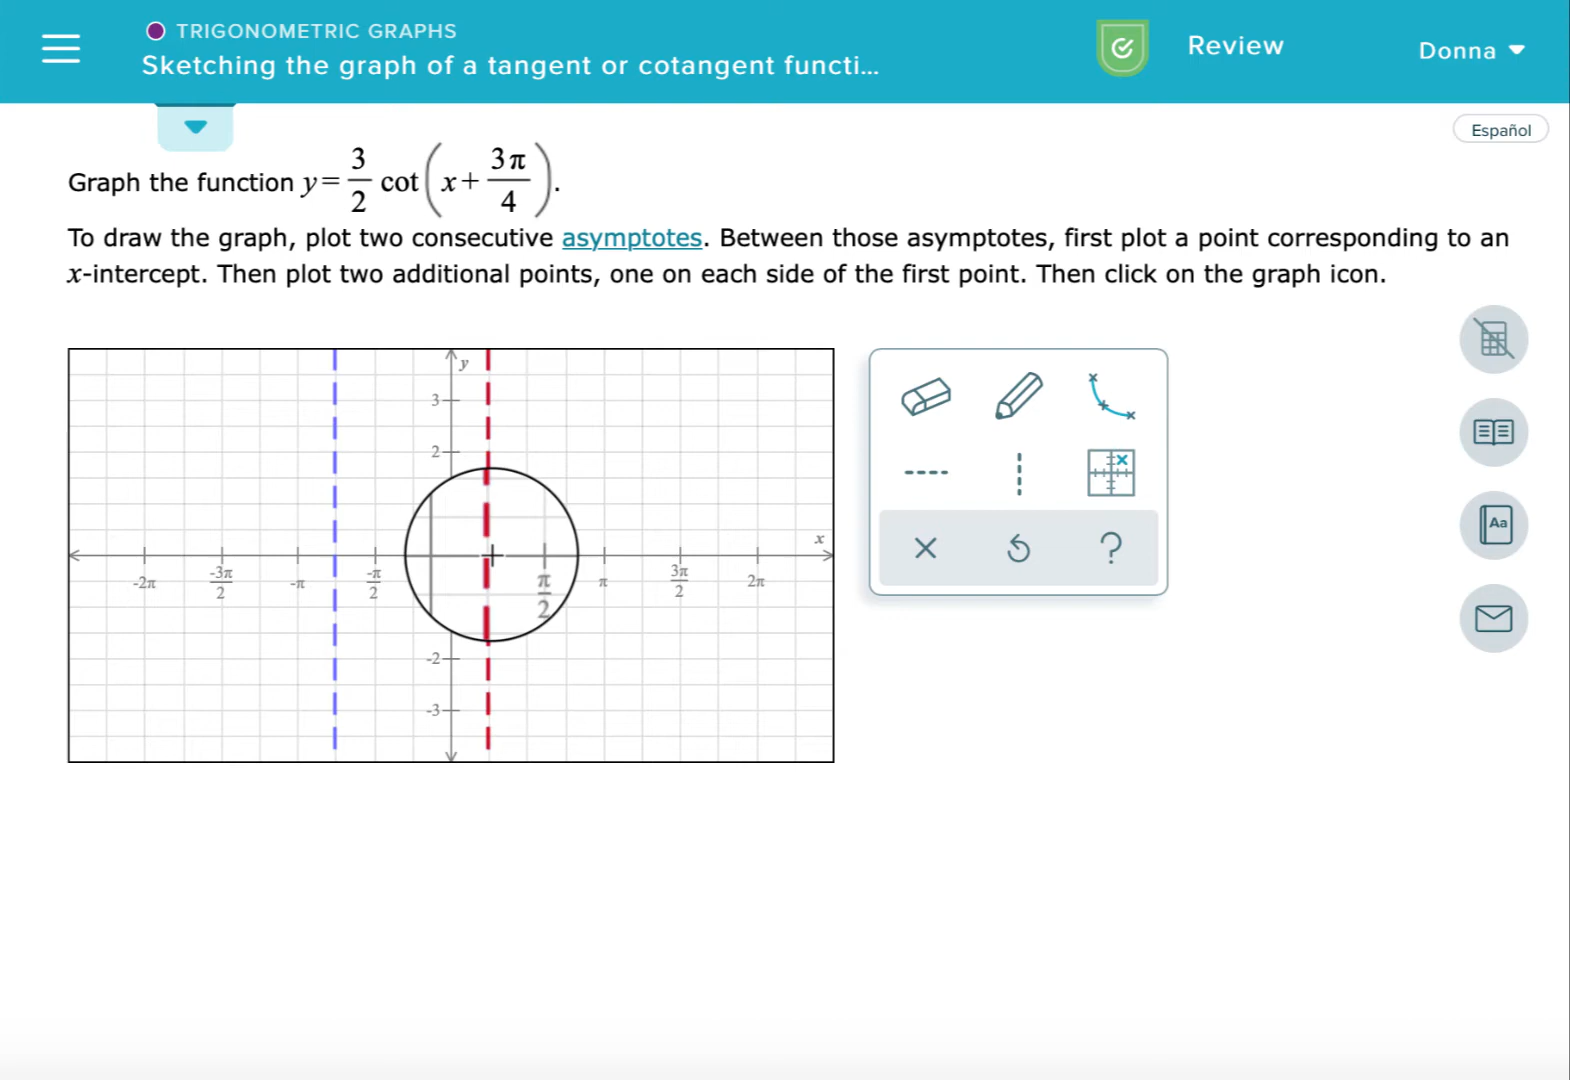 TRIGONOMETRIC GRAPHS
Sketching the graph of a tangent or cotangent functi...
Review
Donna
Español
Graph the function y = 3/2 cot(x + 3π/4).
To draw the graph, plot two consecutive asymptotes. Between those asymptotes, first plot a point corresponding to an
x-intercept. Then plot two additional points, one on each side of the first point. Then click on the graph icon.
y
3
2
x
-2π
-3π/2
-π
-π/2
π/2
π
3π/2
2π
-2
-3
?
Aa